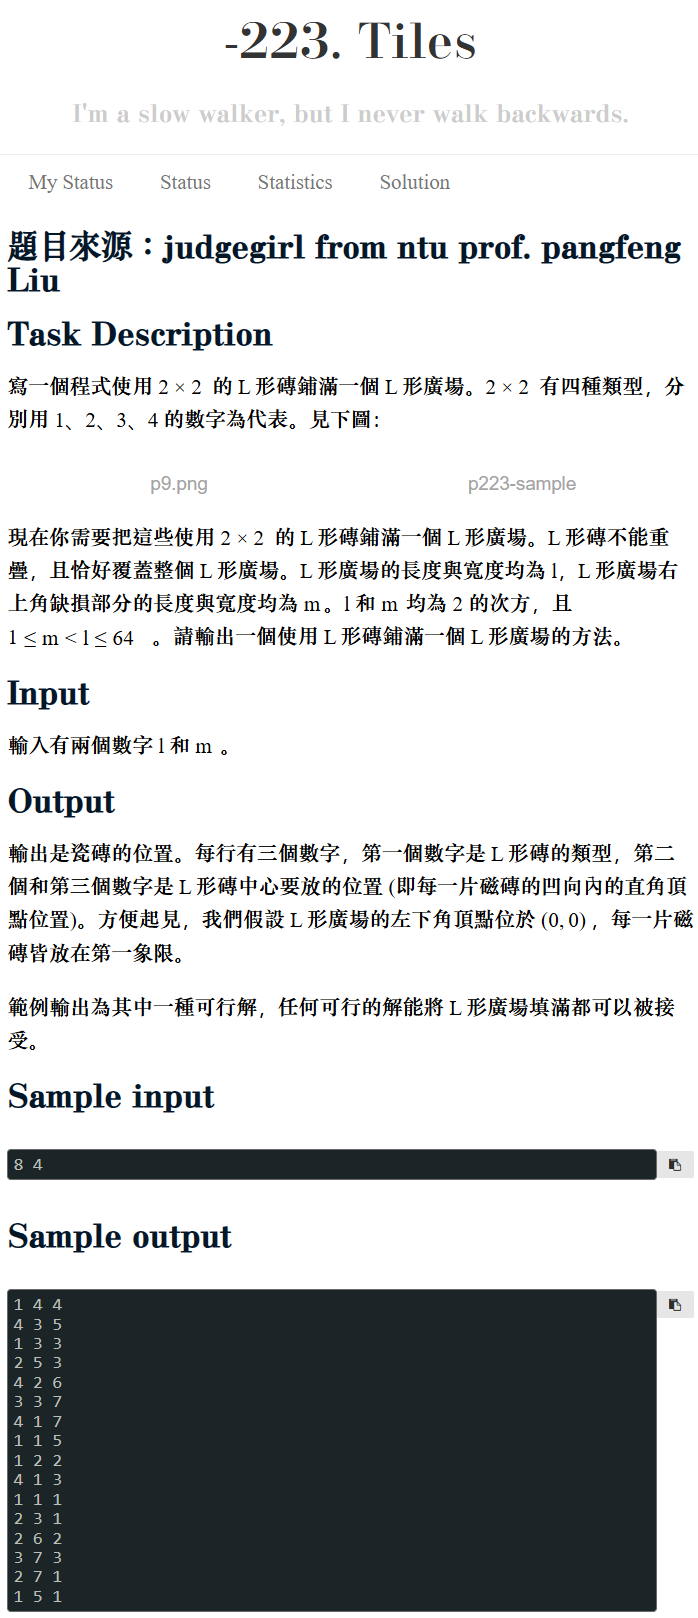 -223. Tiles
I'm a slow walker, but I never walk backwards.
My Status Status Statistics Solution
題目來源：judgegirl from ntu prof. pangfeng
Liu
Task Description
寫一個程式使用 2 × 2 的 L 形磚鋪滿一個 L 形廣場。2 × 2 有四種類型，分
別用 1、2、3、4 的數字為代表。見下圖：
p9.png p223-sample
現在你需要把這些使用 2 × 2 的 L 形磚鋪滿一個 L 形廣場。L 形磚不能重
疊，且恰好覆蓋整個 L 形廣場。L 形廣場的長度與寬度均為 l，L 形廣場右
上角缺損部分的長度與寬度均為 m。l 和 m 均為 2 的次方，且
1 ≤ m < l ≤ 64 。請輸出一個使用 L 形磚鋪滿一個 L 形廣場的方法。
Input
輸入有兩個數字 l 和 m 。
Output
輸出是瓷磚的位置。每行有三個數字，第一個數字是 L 形磚的類型，第二
個和第三個數字是 L 形磚中心要放的位置 (即每一片磁磚的凹向內的直角頂
點位置)。方便起見，我們假設 L 形廣場的左下角頂點位於 (0, 0)，每一片磁
磚皆放在第一象限。
範例輸出為其中一種可行解，任何可行的解能將 L 形廣場填滿都可以被接
受。
Sample input
8 4
Sample output
1 4 4
4 3 5
1 3 3
2 5 3
4 2 6
3 3 7
4 1 7
1 1 5
1 2 2
4 1 3
1 1 1
2 3 1
2 6 2
3 7 3
2 7 1
1 5 1